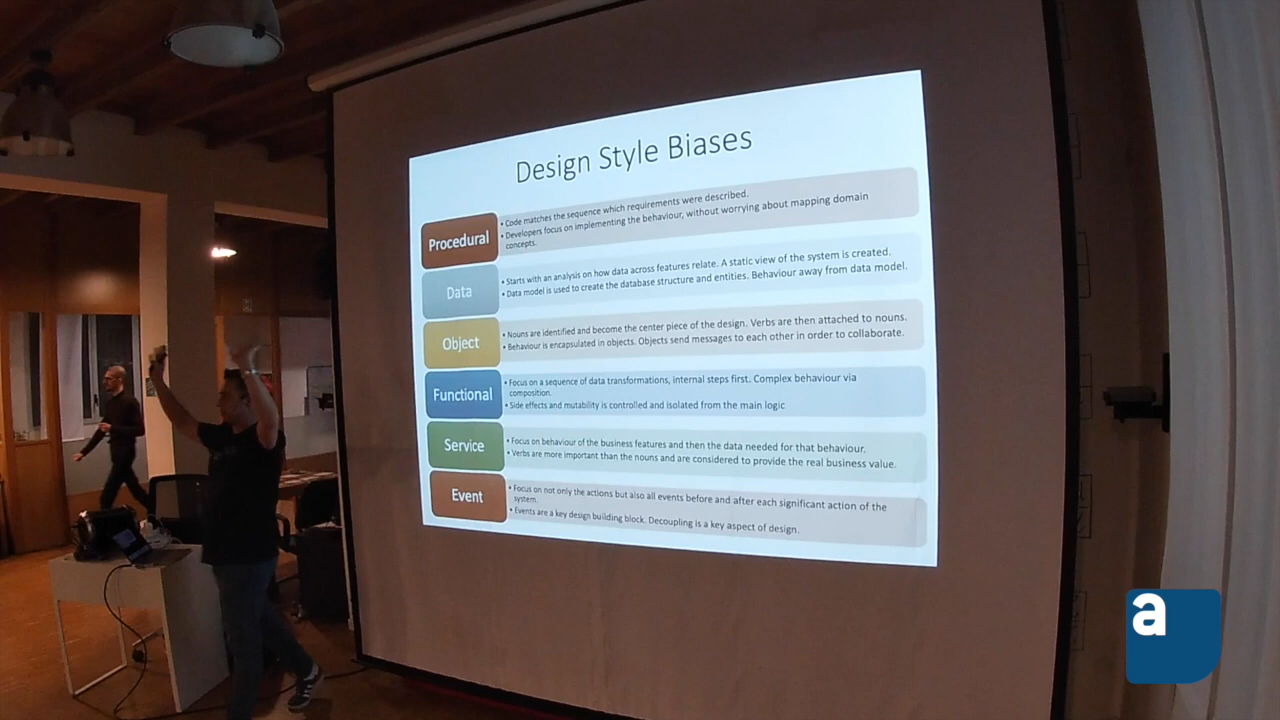 Design Style Biases
Procedural
• Code matches the sequence which requirements were described.
• Developers focus on implementing the behaviour, without worrying about mapping domain
concepts.
Data
• Starts with an analysis on how data across features relate. A static view of the system is created.
• Data model is used to create the database structure and entities. Behaviour away from data model.
Object
• Nouns are identified and become the center piece of the design. Verbs are then attached to nouns.
• Behaviour is encapsulated in objects. Objects send messages to each other in order to collaborate.
Functional
• Focus on a sequence of data transformations, internal steps first. Complex behaviour via
composition.
• Side effects and mutability is controlled and isolated from the main logic
Service
• Focus on behaviour of the business features and then the data needed for that behaviour.
• Verbs are more important than the nouns and are considered to provide the real business value.
Event
• Focus on not only the actions but also all events before and after each significant action of the
system.
• Events are a key design building block. Decoupling is a key aspect of design.
a